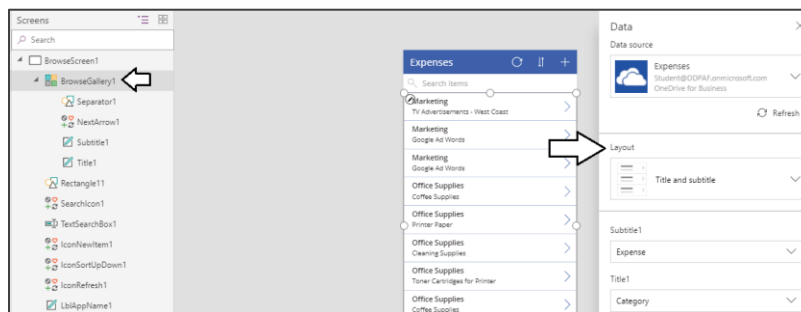 Screens
Search
BrowseScreen1
BrowseGallery1
Separator1
NextArrow1
Subtitle1
Title1
Rectangle11
SearchIcon1
TextSearchBox1
IconNewItem1
IconSortUpDown1
IconRefresh1
LblAppName1
Expenses
Search items
Marketing
TV Advertisements - West Coast
Marketing
Google Ad Words
Marketing
Google Ad Words
Office Supplies
Coffee Supplies
Office Supplies
Printer Paper
Office Supplies
Cleaning Supplies
Office Supplies
Toner Cartridges for Printer
Office Supplies
Coffee Supplies
Data
Data source
Expenses
Student@ODPAF.onmicrosoft.com
OneDrive for Business
Refresh
Layout
Title and subtitle
Subtitle1
Expense
Title1
Category